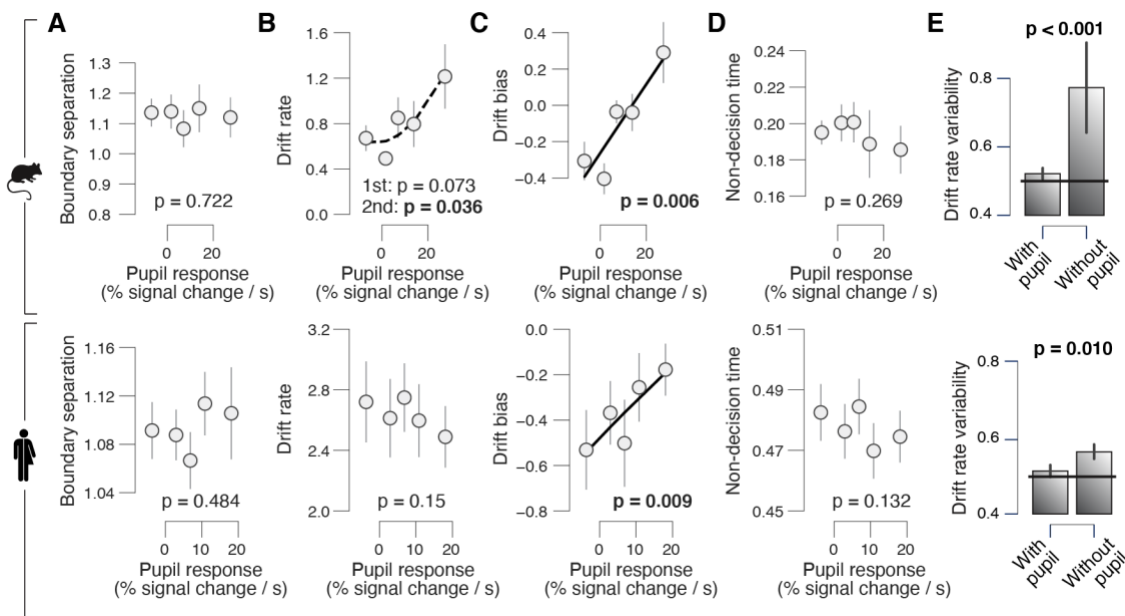 A
Boundary separation
1.3
1.2
1.1
1.0
0.9
0.8
p = 0.722
0 20
Pupil response
(% signal change / s)
B
Drift rate
1.6
1.2
0.8
0.4
0.0
1st: p = 0.073
2nd: p = 0.036
0 20
Pupil response
(% signal change / s)
C
Drift bias
0.4
0.2
0.0
−0.2
−0.4
p = 0.006
0 20
Pupil response
(% signal change / s)
D
Non-decision time
0.24
0.22
0.20
0.18
0.16
p = 0.269
0 20
Pupil response
(% signal change / s)
E
p < 0.001
Drift rate variability
0.8
0.6
0.4
With
pupil
Without
pupil
Boundary separation
1.16
1.12
1.08
1.04
p = 0.484
0 10 20
Pupil response
(% signal change / s)
Drift rate
3.2
2.8
2.4
2.0
p = 0.15
0 10 20
Pupil response
(% signal change / s)
Drift bias
0.0
−0.2
−0.4
−0.6
−0.8
p = 0.009
0 10 20
Pupil response
(% signal change / s)
Non-decision time
0.51
0.49
0.47
0.45
p = 0.132
0 10 20
Pupil response
(% signal change / s)
p = 0.010
Drift rate variability
0.8
0.6
0.4
With
pupil
Without
pupil